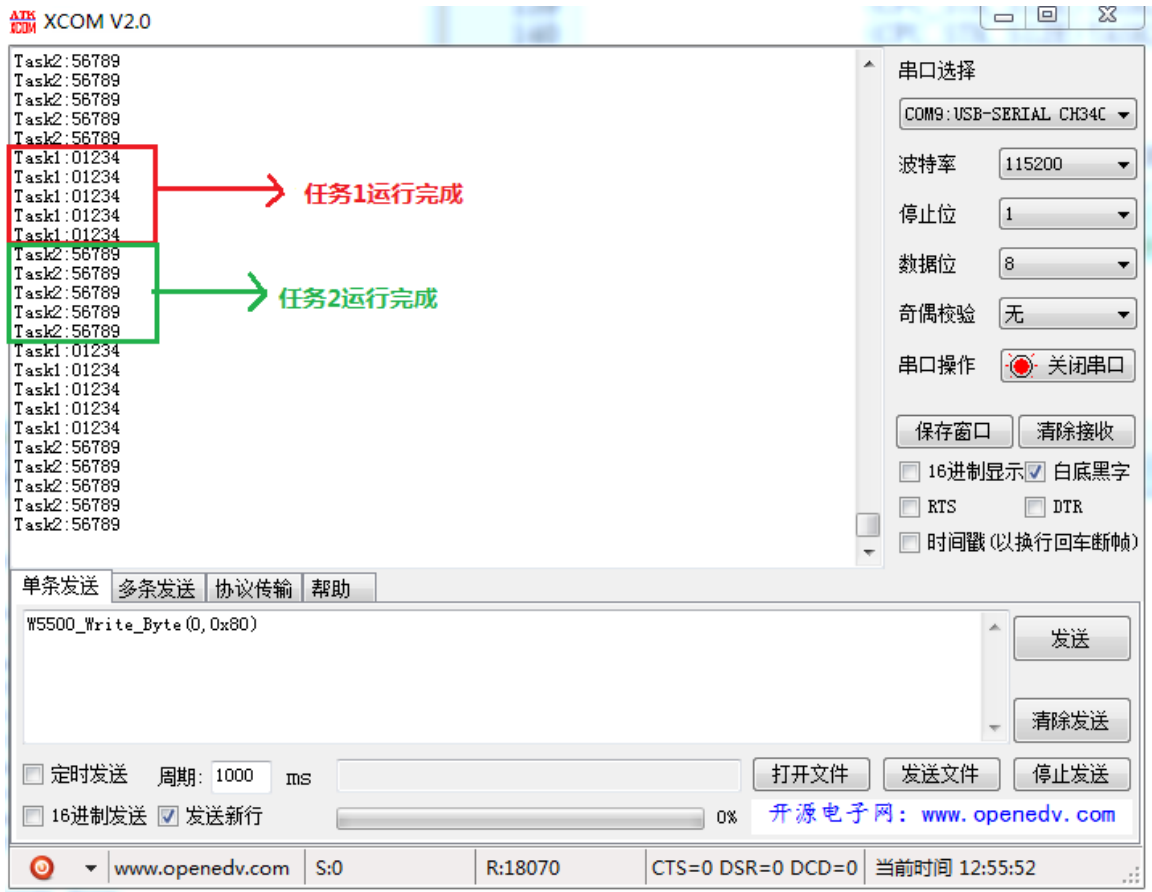 ATK XCOM XCOM V2.0
Task2:56789
Task2:56789
Task2:56789
Task2:56789
Task2:56789
Task1:01234
Task1:01234
Task1:01234
Task1:01234
Task1:01234
Task2:56789
Task2:56789
Task2:56789
Task2:56789
Task2:56789
Task1:01234
Task1:01234
Task1:01234
Task1:01234
Task1:01234
Task2:56789
Task2:56789
Task2:56789
Task2:56789
Task2:56789
任务1运行完成
任务2运行完成
串口选择
COM9:USB-SERIAL CH34
波特率 115200
停止位 1
数据位 8
奇偶校验 无
串口操作 关闭串口
保存窗口 清除接收
16进制显示 白底黑字
RTS DTR
时间戳(以换行回车断帧)
单条发送 多条发送 协议传输 帮助
W5500_Write_Byte(0,0x80)
发送
清除发送
定时发送 周期: 1000 ms 打开文件 发送文件 停止发送
16进制发送 发送新行 0% 开源电子网: www.openedv.com
www.openedv.com S:0 R:18070 CTS=0 DSR=0 DCD=0 当前时间 12:55:52